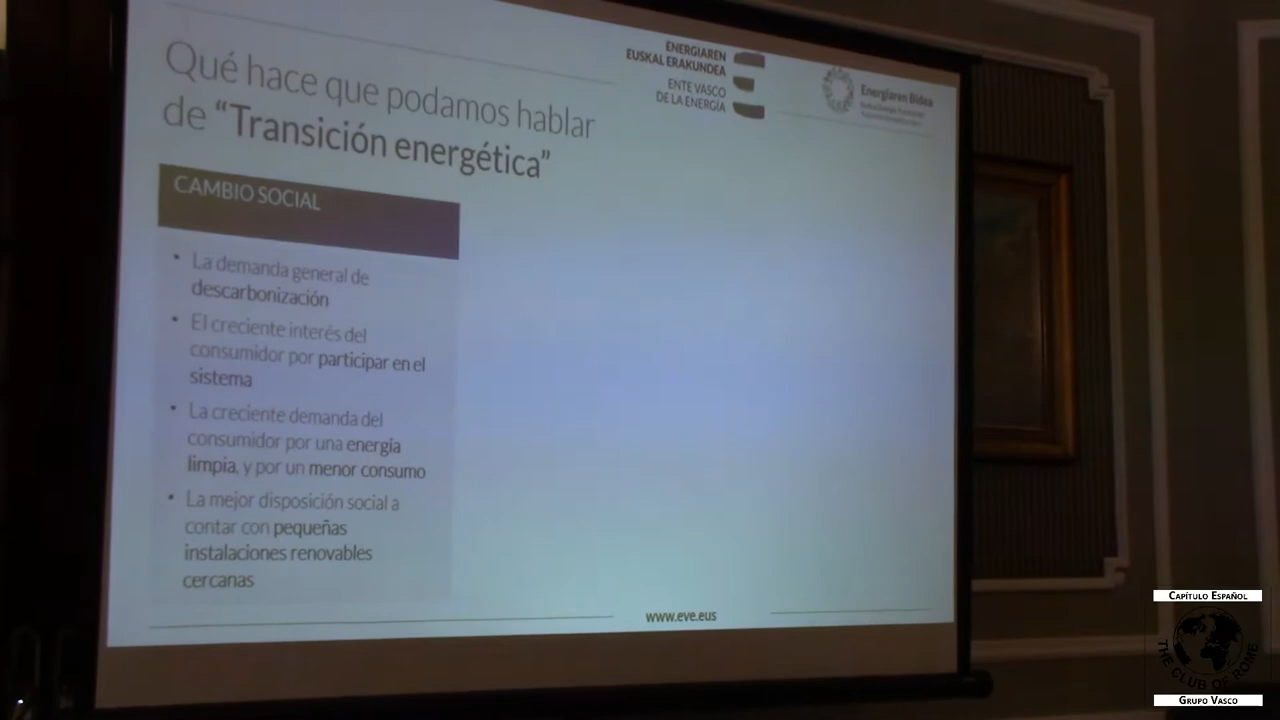 Qué hace que podamos hablar
de “Transición energética”
ENERGIAREN
EUSKAL ERAKUNDEA
ENTE VASCO
DE LA ENERGÍA
Energiaren Bidea
CAMBIO SOCIAL
• La demanda general de
descarbonización
• El creciente interés del
consumidor por participar en el
sistema
• La creciente demanda del
consumidor por una energía
limpia, y por un menor consumo
• La mejor disposición social a
contar con pequeñas
instalaciones renovables
cercanas
www.eve.eus
CAPÍTULO ESPAÑOL
THE CLUB OF ROME
GRUPO VASCO